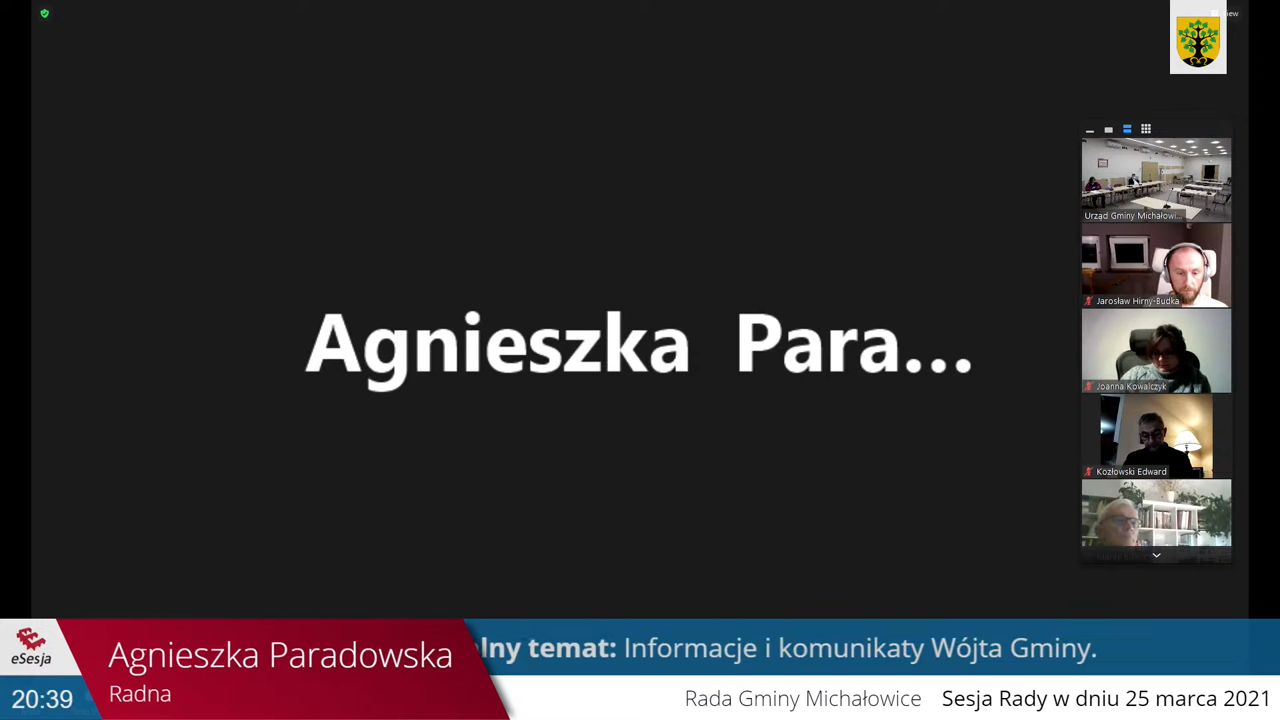 View
Urząd Gminy Michałowi...
Jarosław Hirny-Budka
Agnieszka Para...
Joanna Kowalczyk
Kozłowski Edward
eSesja
Agnieszka Paradowska
Radna
lny temat: Informacje i komunikaty Wójta Gminy.
20:39
Rada Gminy Michałowice Sesja Rady w dniu 25 marca 2021